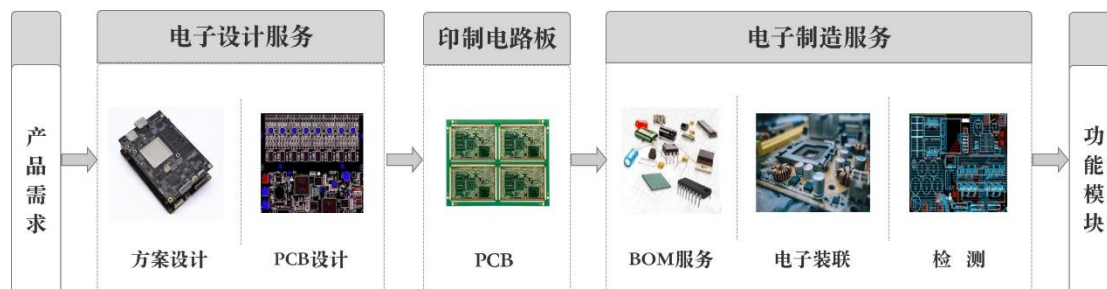 电子设计服务
印制电路板
电子制造服务
产品需求
方案设计
PCB设计
PCB
BOM服务
电子装联
检 测
功能模块